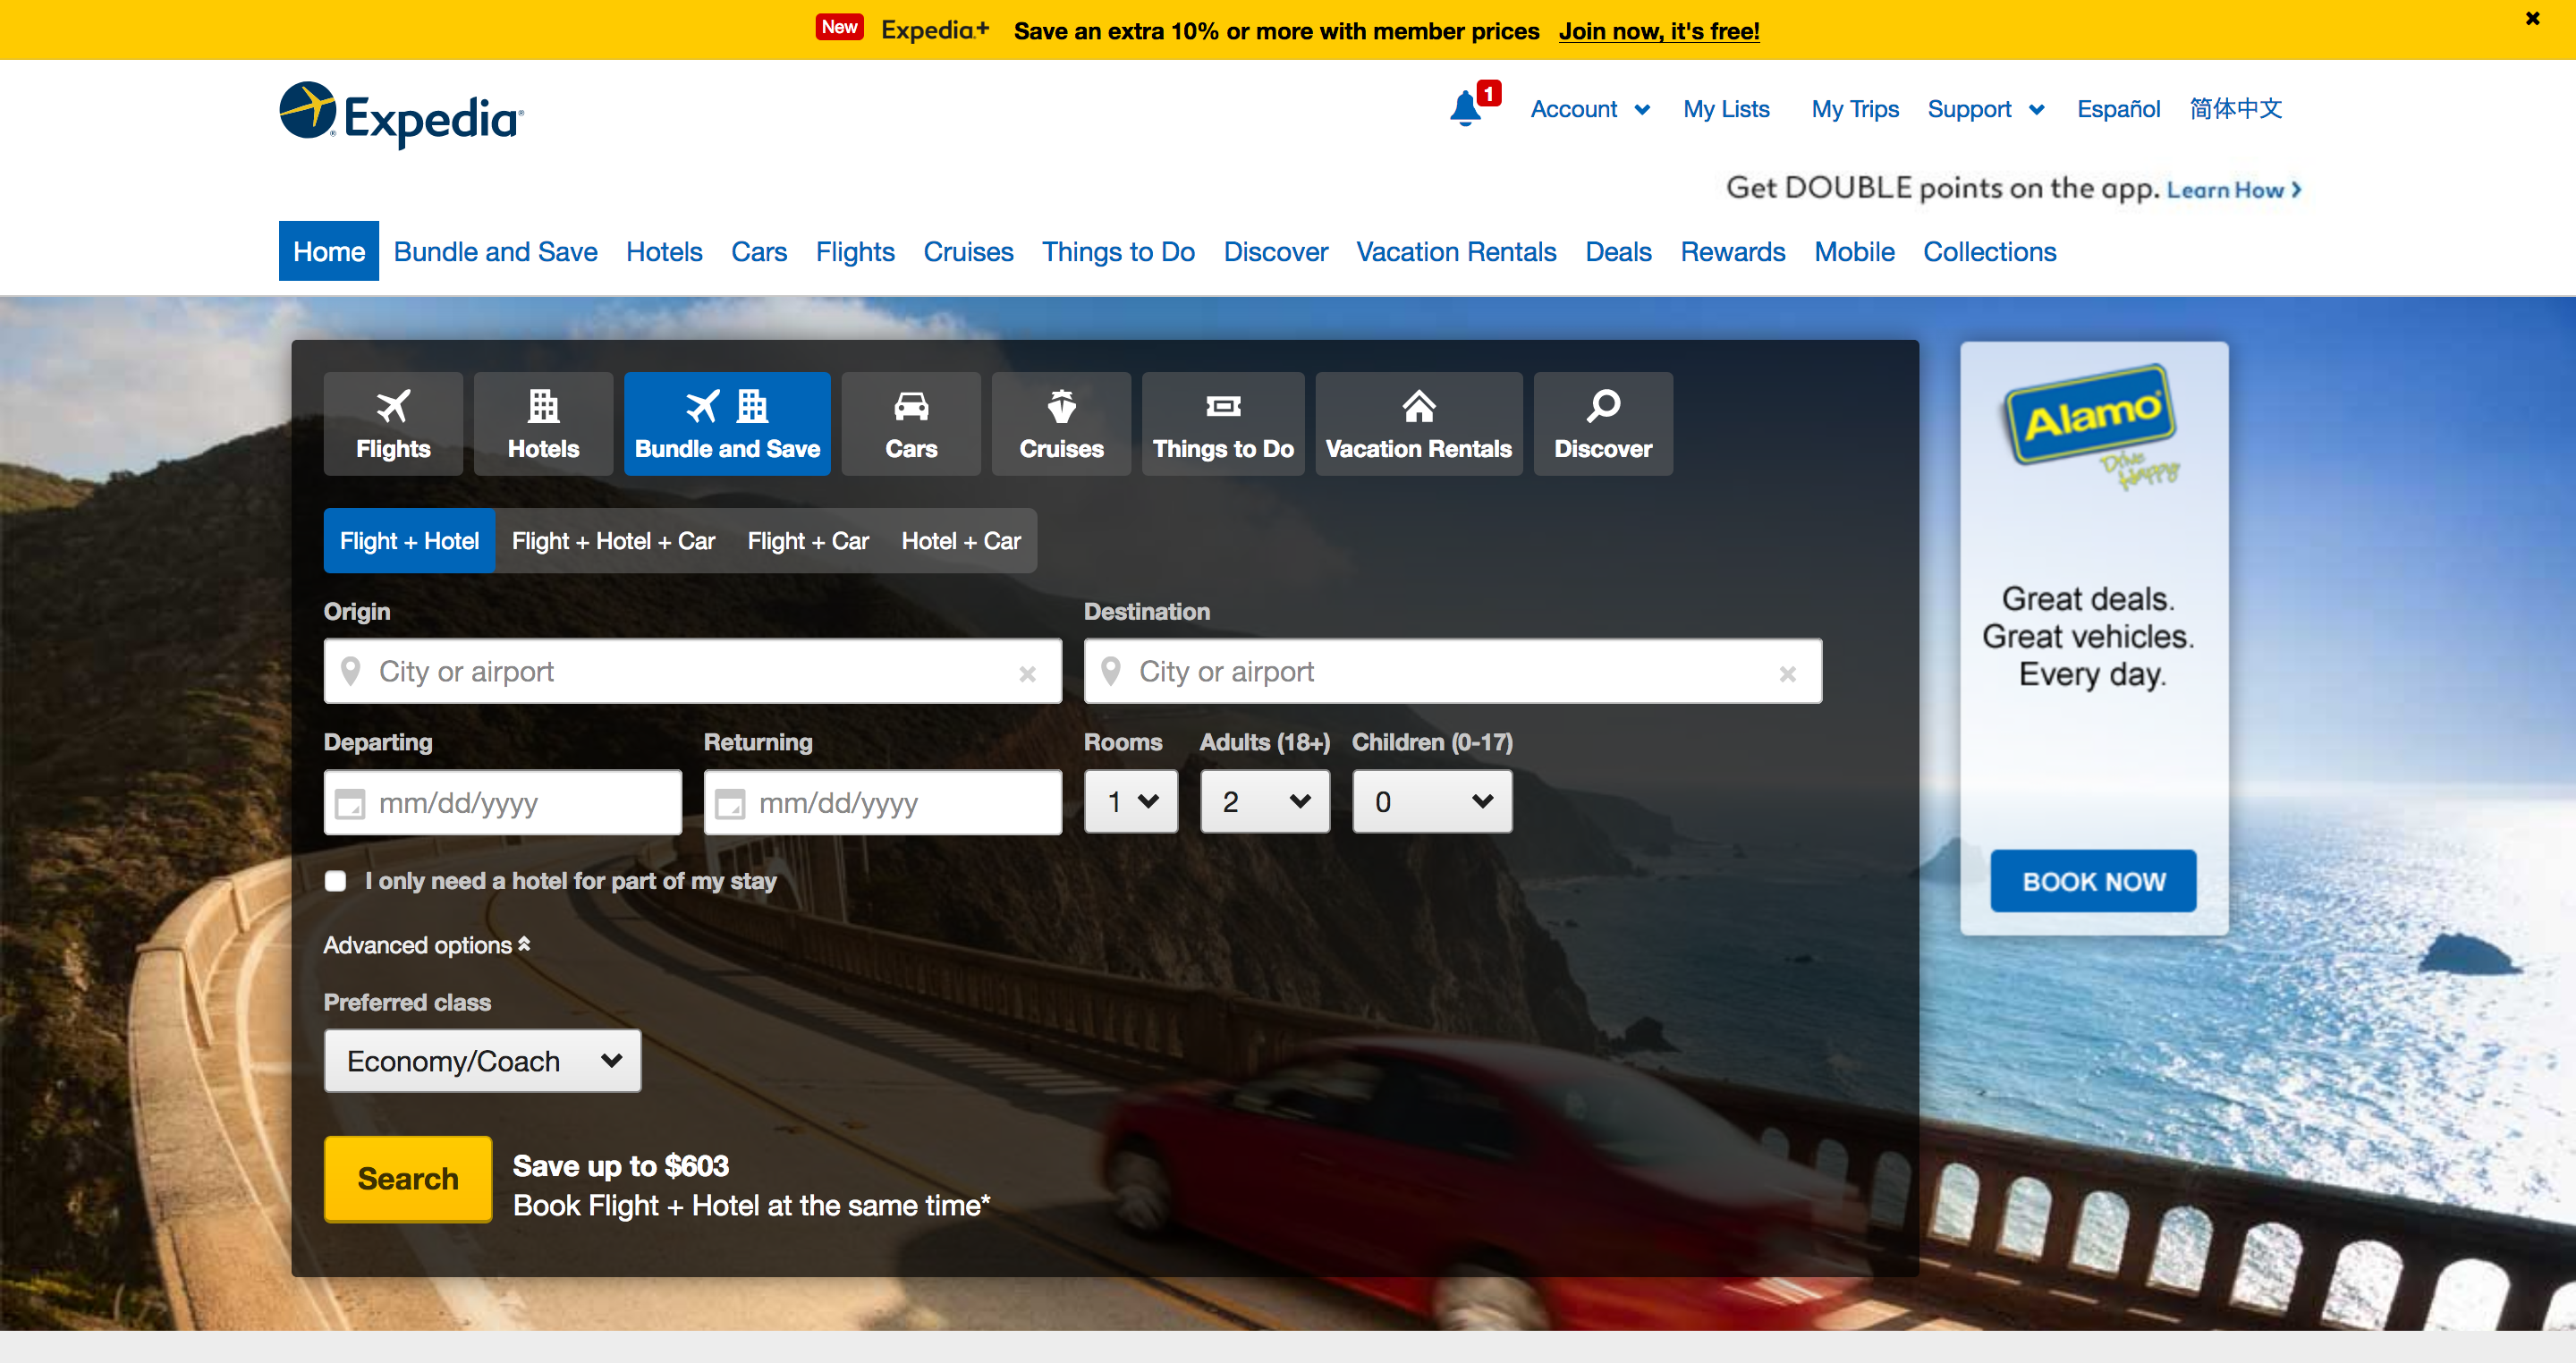 New Expedia+ Save an extra 10% or more with member prices Join now, it's free!
Expedia
1 Account My Lists My Trips Support Español 简体中文
Get DOUBLE points on the app. Learn How
Home Bundle and Save Hotels Cars Flights Cruises Things to Do Discover Vacation Rentals Deals Rewards Mobile Collections
Flights Hotels Bundle and Save Cars Cruises Things to Do Vacation Rentals Discover
Flight + Hotel Flight + Hotel + Car Flight + Car Hotel + Car
Origin Destination
City or airport City or airport
Departing Returning Rooms Adults (18+) Children (0-17)
mm/dd/yyyy mm/dd/yyyy 1 2 0
I only need a hotel for part of my stay
Advanced options
Preferred class
Economy/Coach
Search
Save up to $603
Book Flight + Hotel at the same time*
Alamo
Drive
Happy
Great deals.
Great vehicles.
Every day.
BOOK NOW